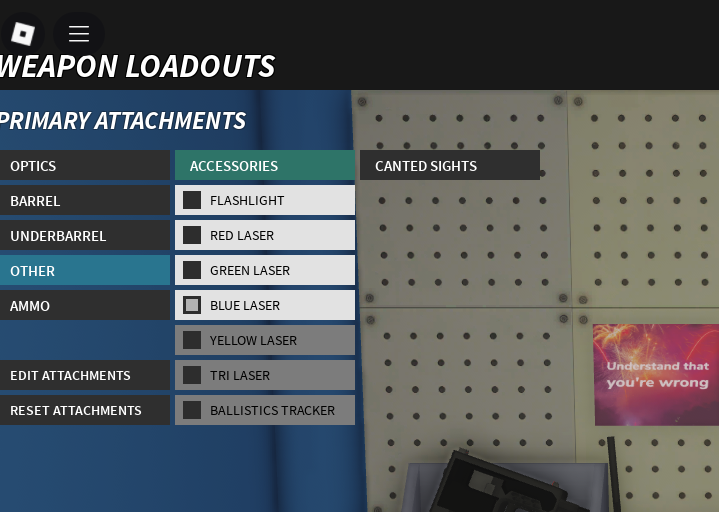 WEAPON LOADOUTS
PRIMARY ATTACHMENTS
OPTICS
BARREL
UNDERBARREL
OTHER
AMMO
EDIT ATTACHMENTS
RESET ATTACHMENTS
ACCESSORIES
FLASHLIGHT
RED LASER
GREEN LASER
BLUE LASER
YELLOW LASER
TRI LASER
BALLISTICS TRACKER
CANTED SIGHTS
Understand that
you're wrong